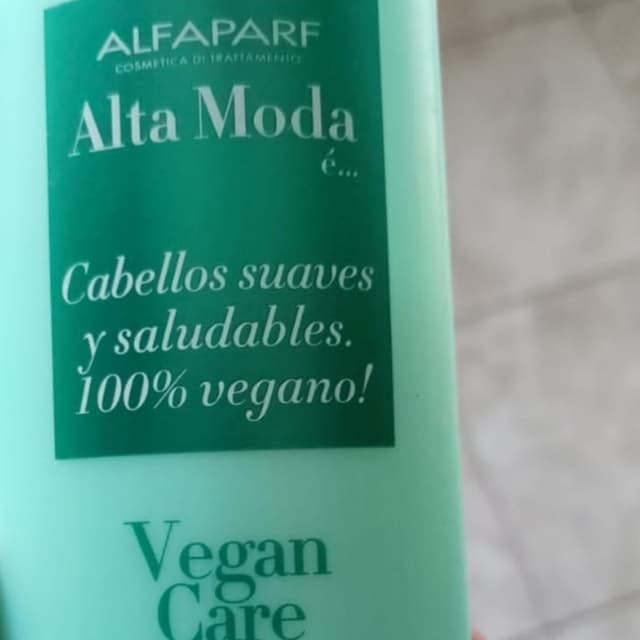 ALFAPARF
COSMETICA DI TRATTAMENTO
Alta Moda
é...
Cabellos suaves
y saludables.
100% vegano!
Vegan
Care